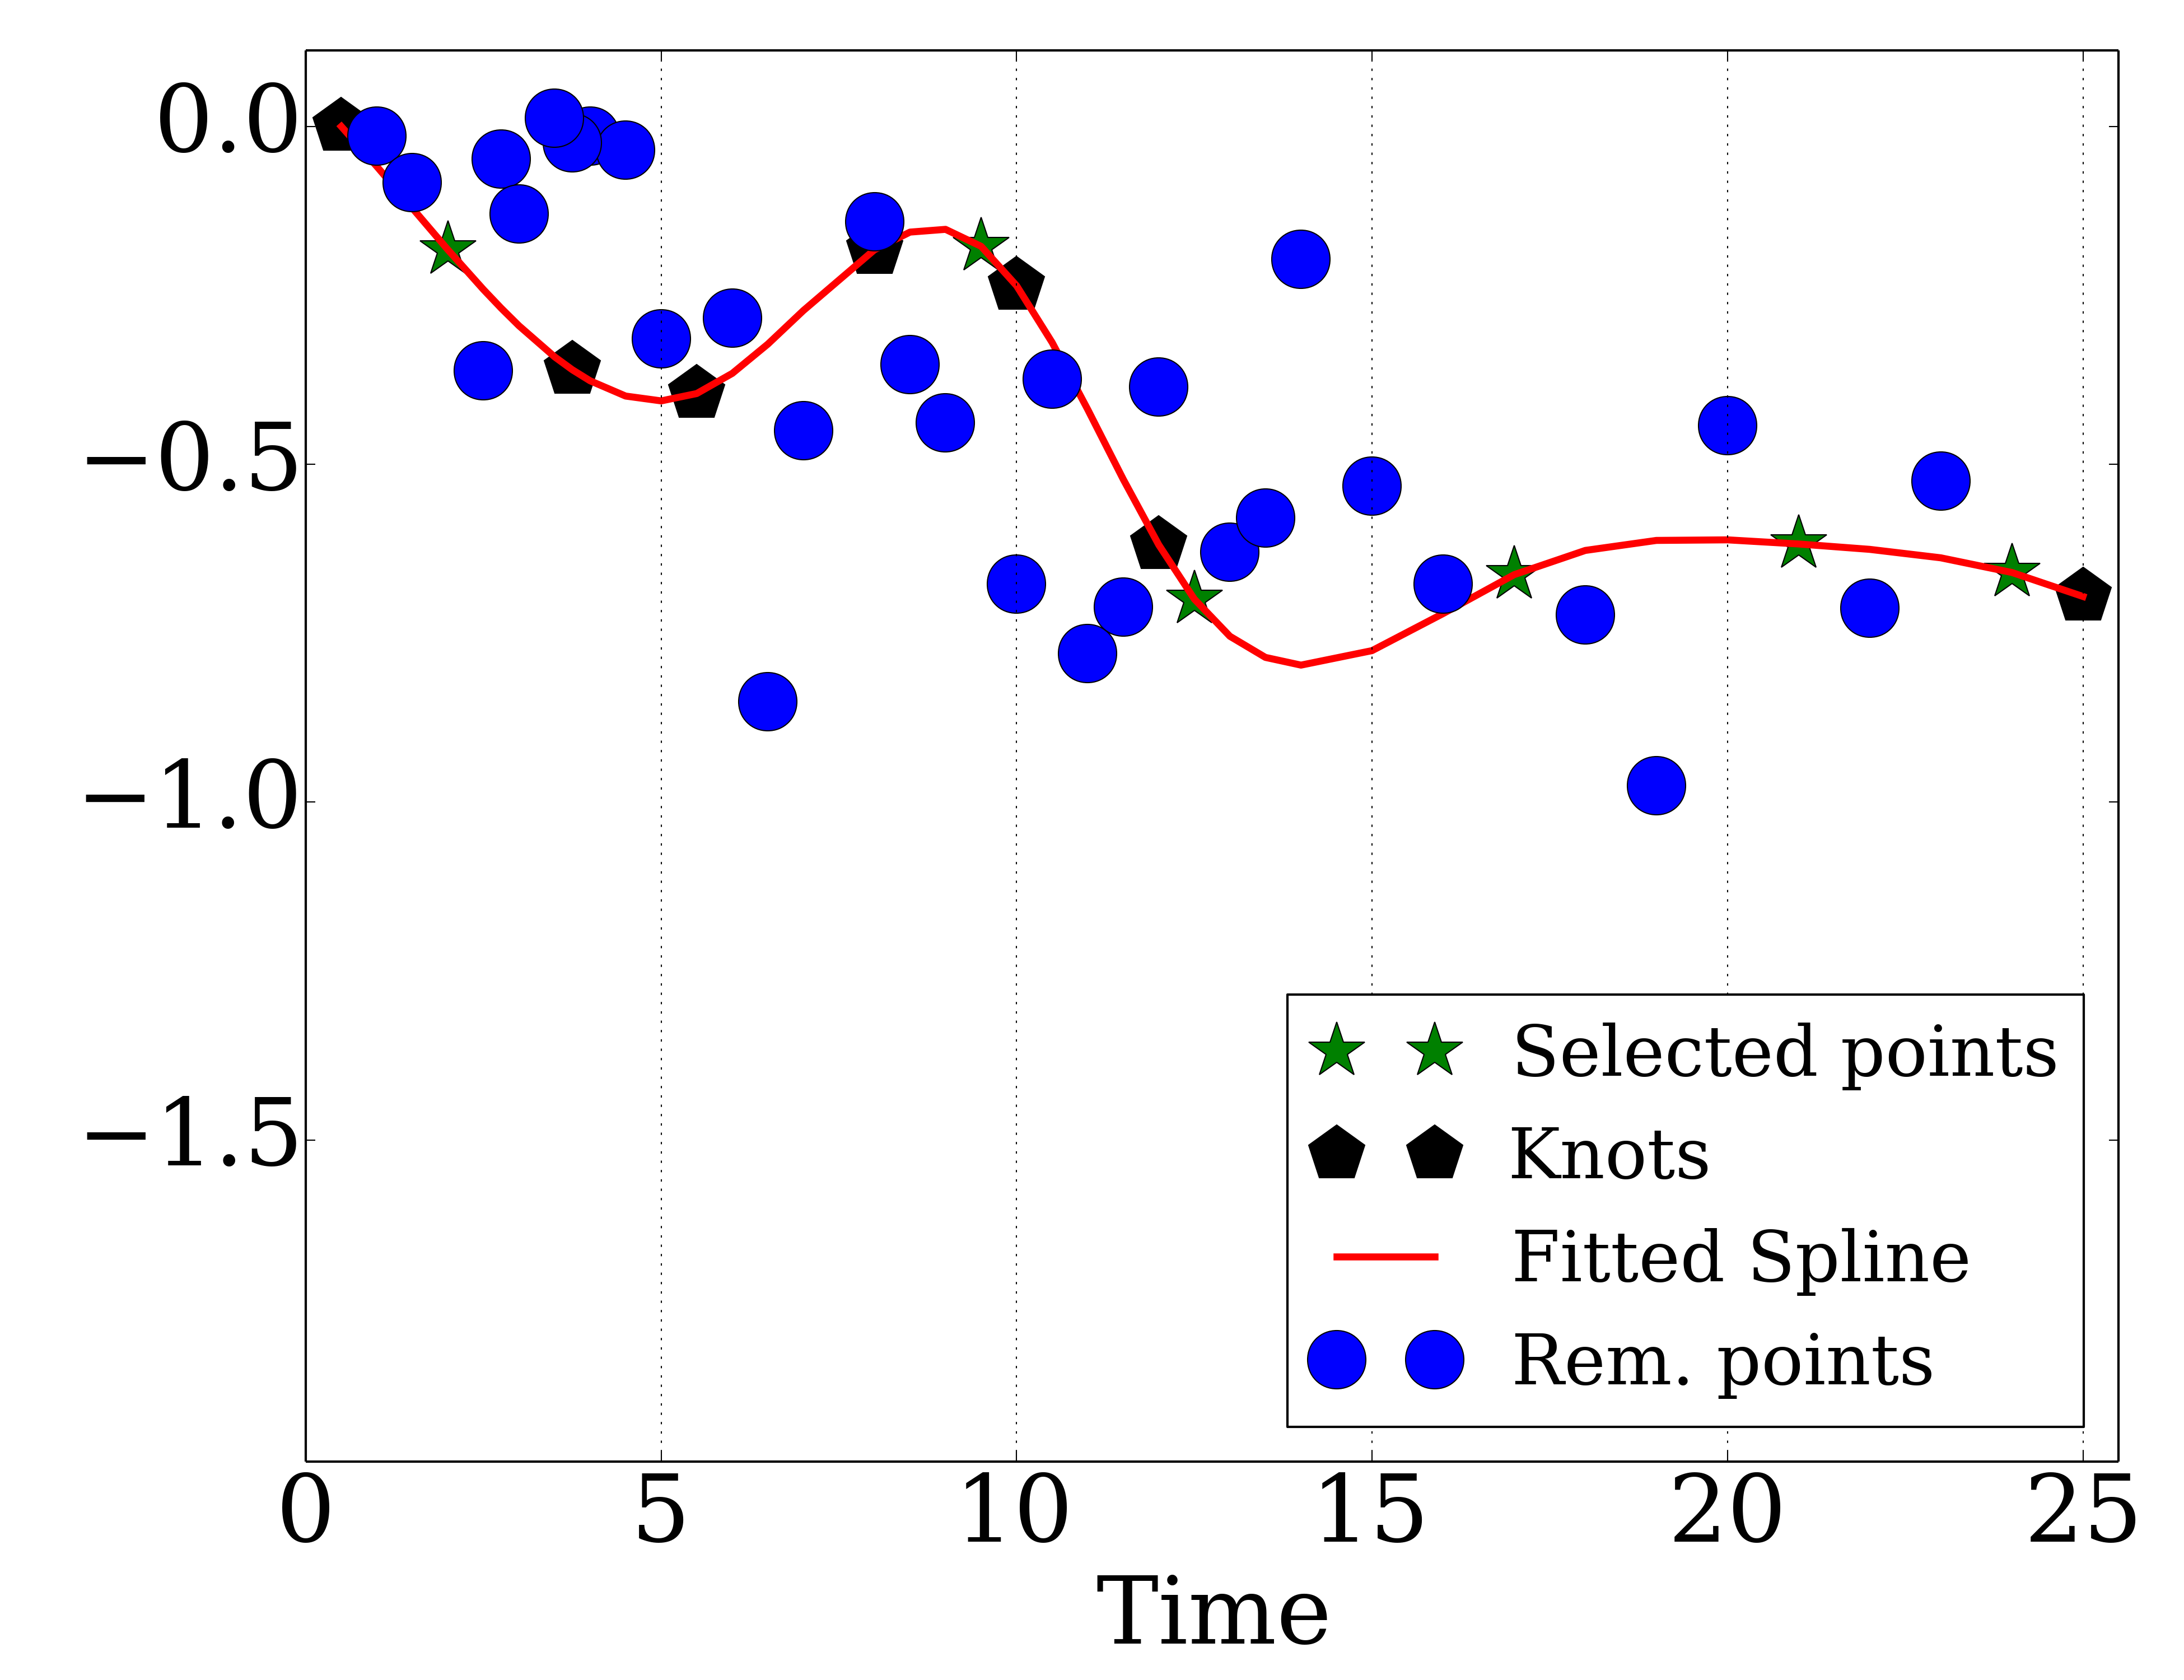 0.0
−0.5
−1.0
−1.5
Selected points
Knots
Fitted Spline
Rem. points
0 5 10 15 20 25
Time